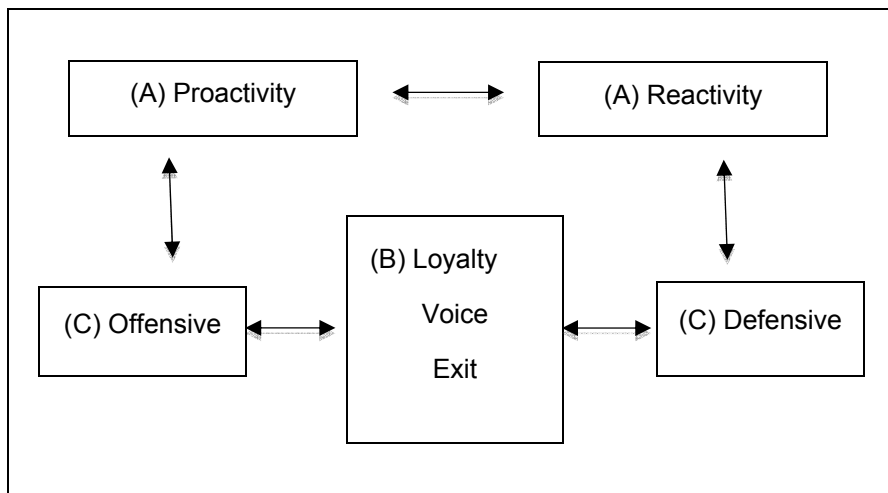 (A) Proactivity
(A) Reactivity
(B) Loyalty
Voice
Exit
(C) Offensive
(C) Defensive